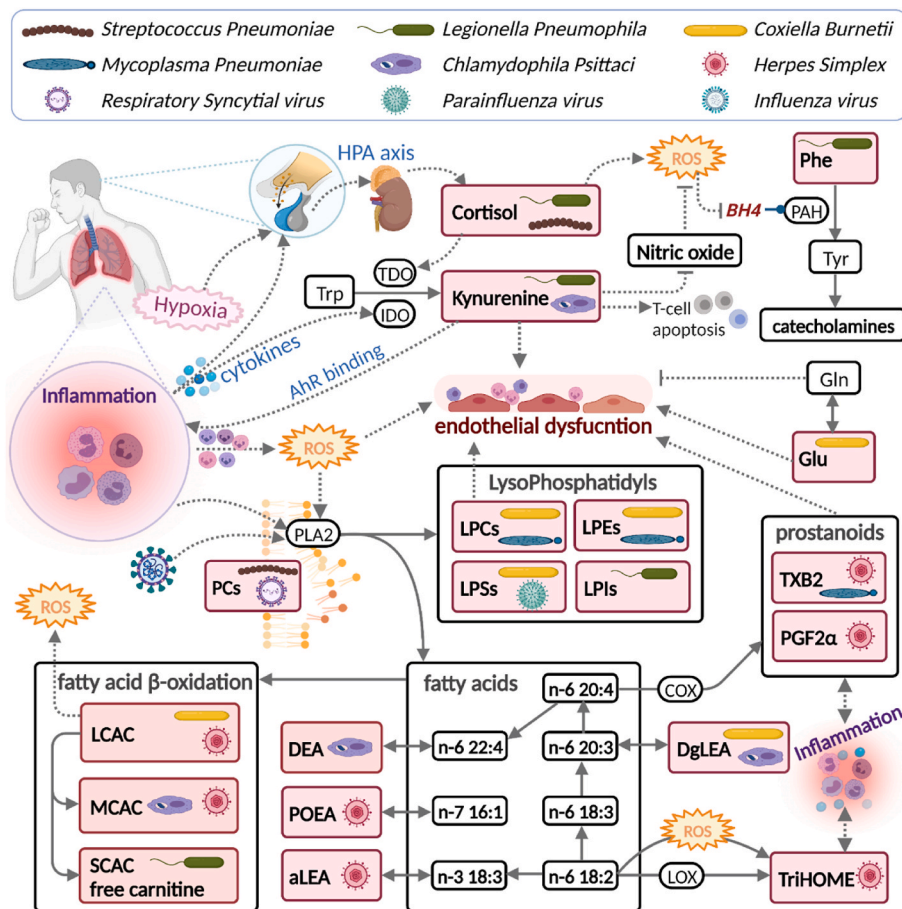 Streptococcus Pneumoniae
Legionella Pneumophila
Coxiella Burnetii
Mycoplasma Pneumoniae
Chlamydophila Psittaci
Herpes Simplex
Respiratory Syncytial virus
Parainfluenza virus
Influenza virus
HPA axis
ROS
Phe
Cortisol
BH4
PAH
Nitric oxide
Tyr
TDO
Trp
Kynurenine
Hypoxia
IDO
T-cell
apoptosis
catecholamines
cytokines
AhR binding
Inflammation
Gln
endothelial dysfucntion
ROS
Glu
LysoPhosphatidyls
LPCs
LPEs
prostanoids
PLA2
TXB2
PCs
LPSs
LPIs
ROS
PGF2α
fatty acid β-oxidation
fatty acids
n-6 20:4
COX
LCAC
DEA
n-6 22:4
n-6 20:3
DgLEA
Inflammation
MCAC
POEA
n-7 16:1
n-6 18:3
ROS
SCAC
free carnitine
aLEA
n-3 18:3
n-6 18:2
LOX
TriHOME